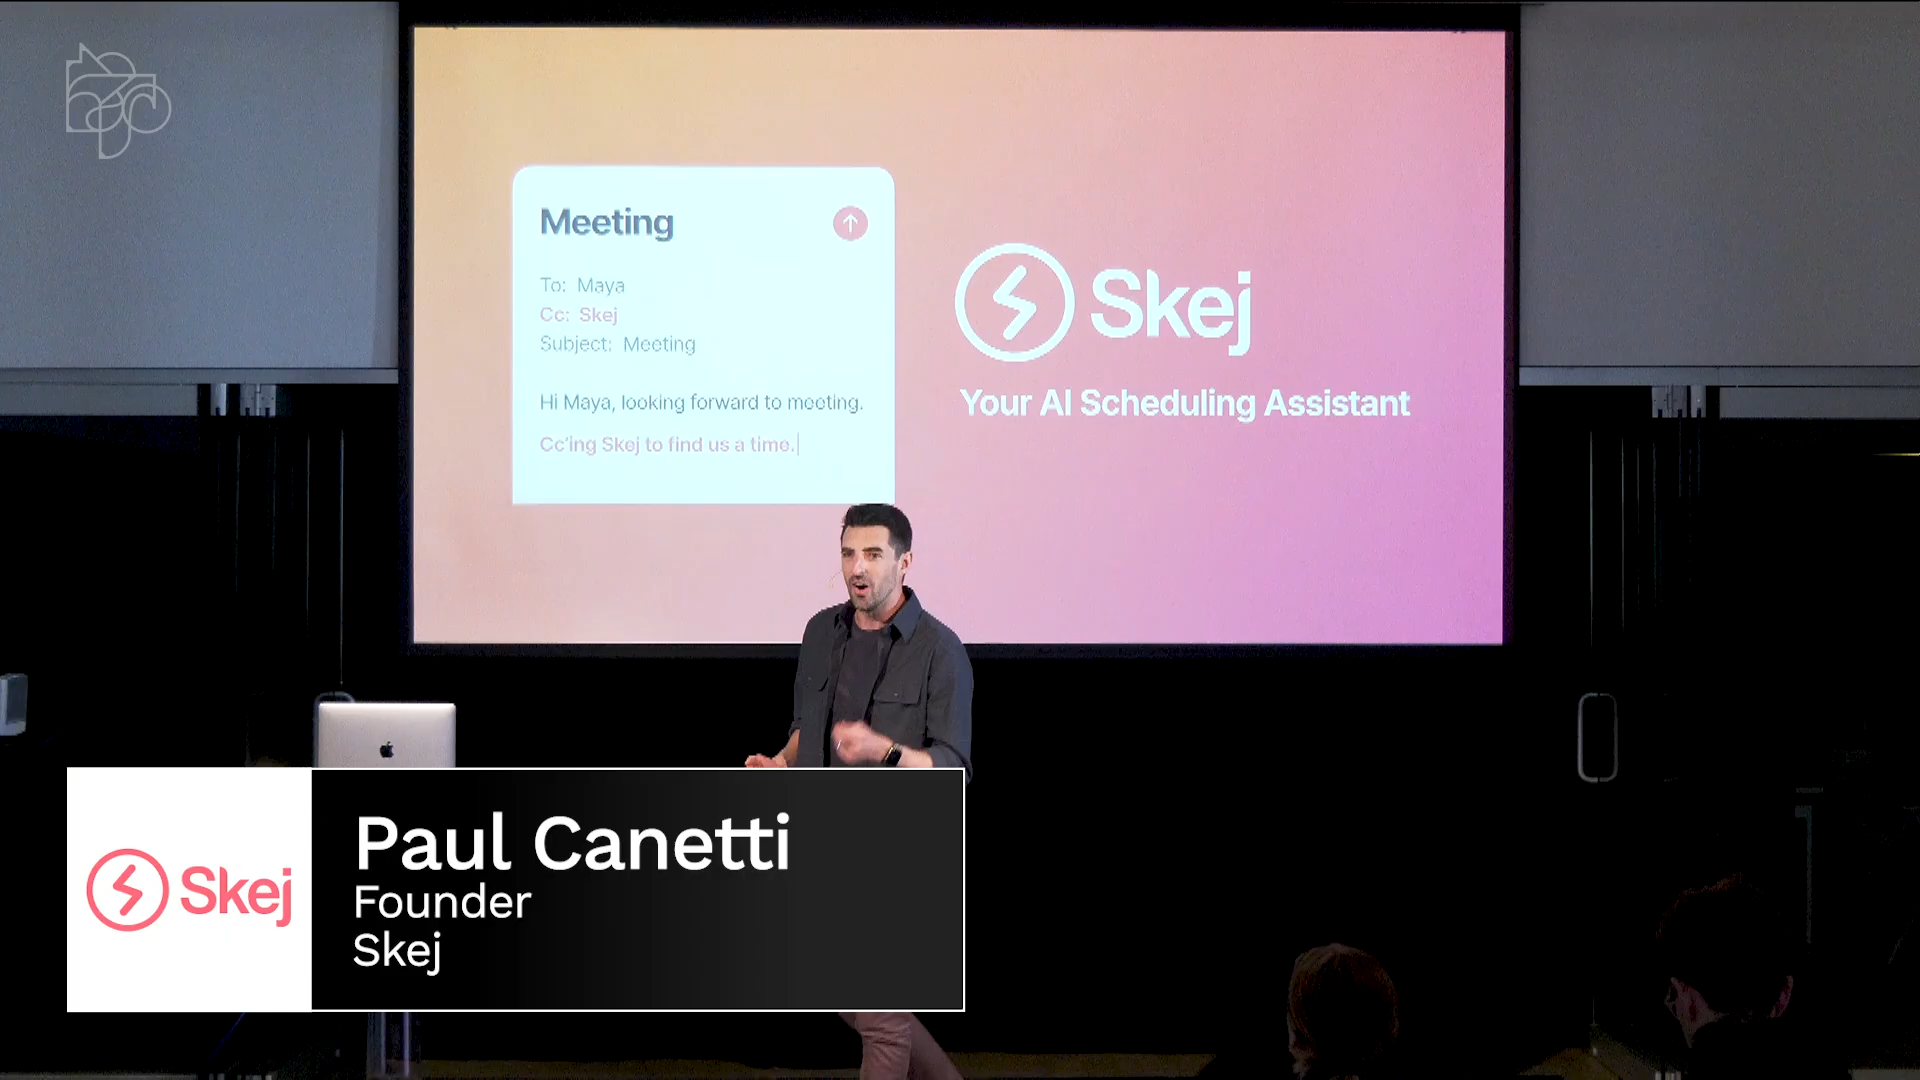 Meeting
To: Maya
Cc: Skej
Subject: Meeting
Hi Maya, looking forward to meeting.
Cc'ing Skej to find us a time.
Skej
Your AI Scheduling Assistant
Skej
Paul Canetti
Founder
Skej